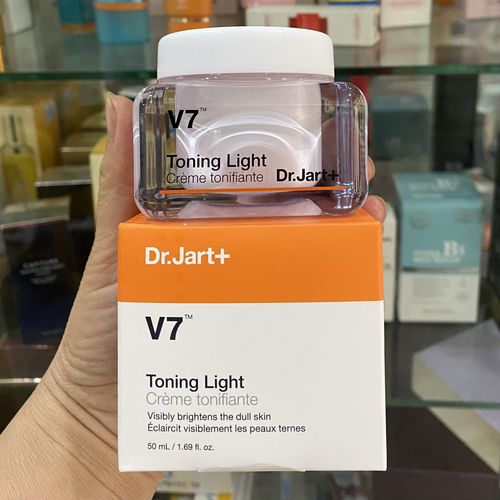 V7™
Toning Light
Crème tonifiante Dr.Jart+
Dr.Jart+
V7™
Toning Light
Crème tonifiante
Visibly brightens the dull skin
Éclaircit visiblement les peaux ternes
50 mL / 1.69 fl. oz.
B5